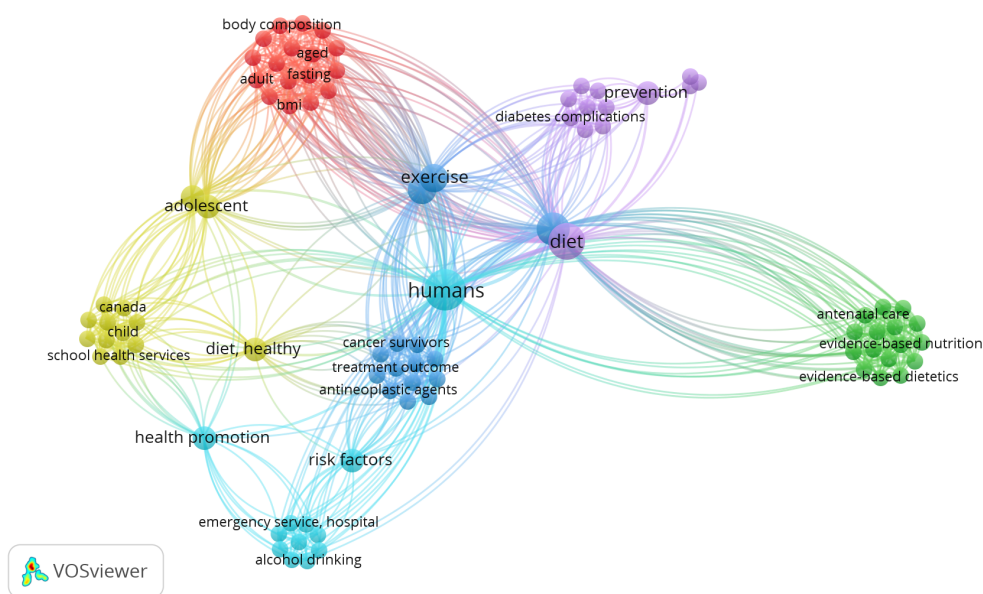 body composition
aged
fasting
adult
bmi
prevention
diabetes complications
exercise
adolescent
diet
humans
canada
child
school health services
diet, healthy
cancer survivors
treatment outcome
antineoplastic agents
antenatal care
evidence-based nutrition
evidence-based dietetics
health promotion
risk factors
emergency service, hospital
alcohol drinking
VOSviewer